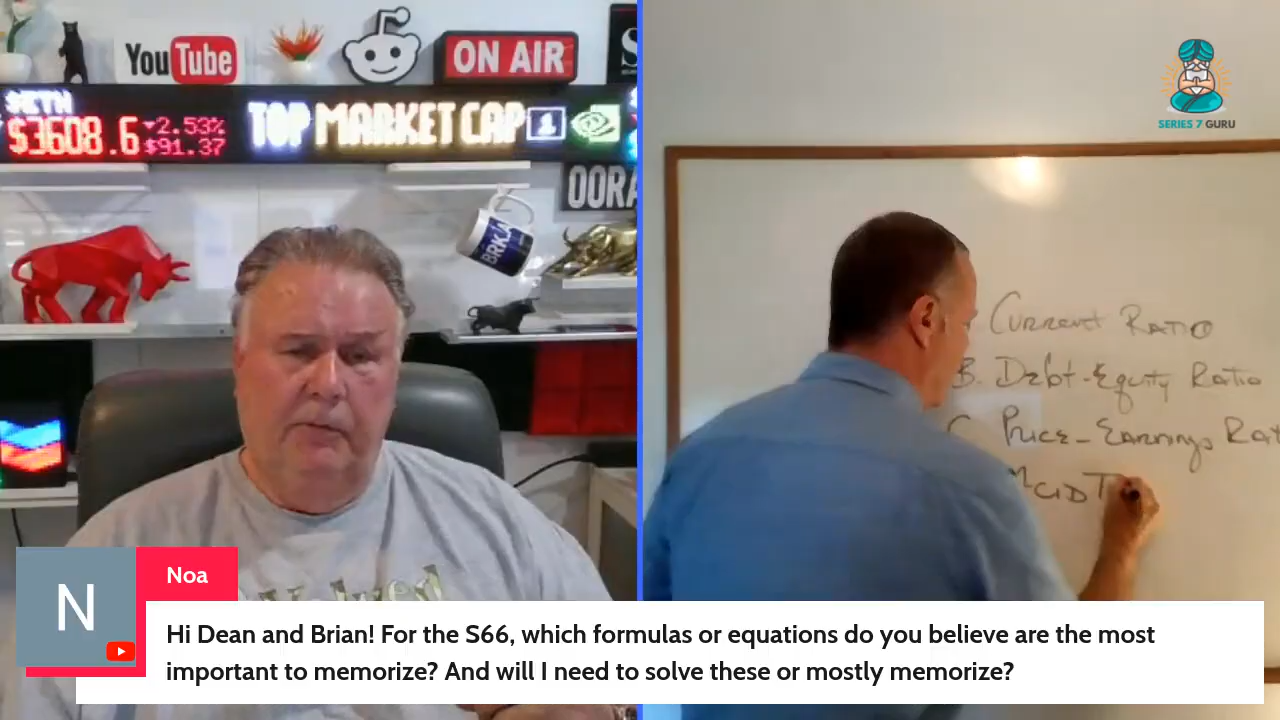 YouTube
ON AIR
$ETH
$3608.6
2.53%
$91.37
TOP MARKET CAP 1
OORA
BRKA
SERIES 7 GURU
Current Ratio
B. Debt-Equity Ratio
C. Price-Earnings Rat
N
Noa
Hi Dean and Brian! For the S66, which formulas or equations do you believe are the most
important to memorize? And will I need to solve these or mostly memorize?